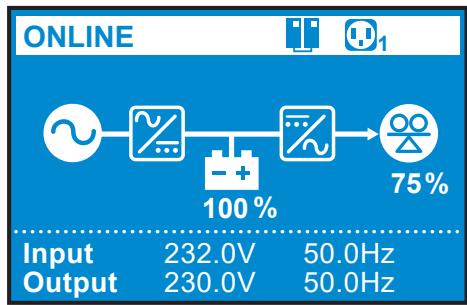 ONLINE 1
75%
100%
Input 232.0V 50.0Hz
Output 230.0V 50.0Hz